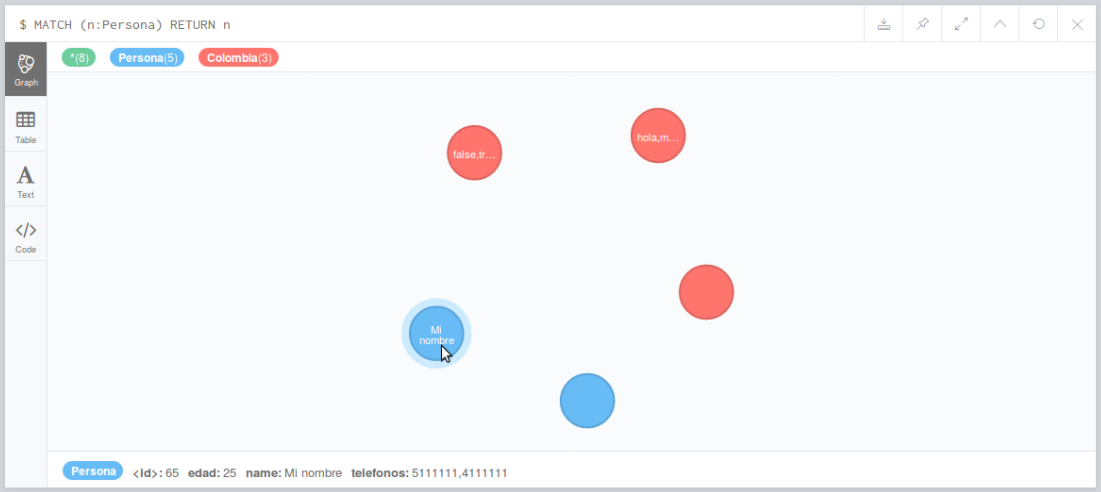 $ MATCH (n:Persona) RETURN n
*(8) Persona(5) Colombia(3)
Graph
Table
A
Text
</>
Code
false,tr...
hola,m...
Mi
nombre
Persona <id>: 65 edad: 25 name: Mi nombre telefonos: 5111111,4111111